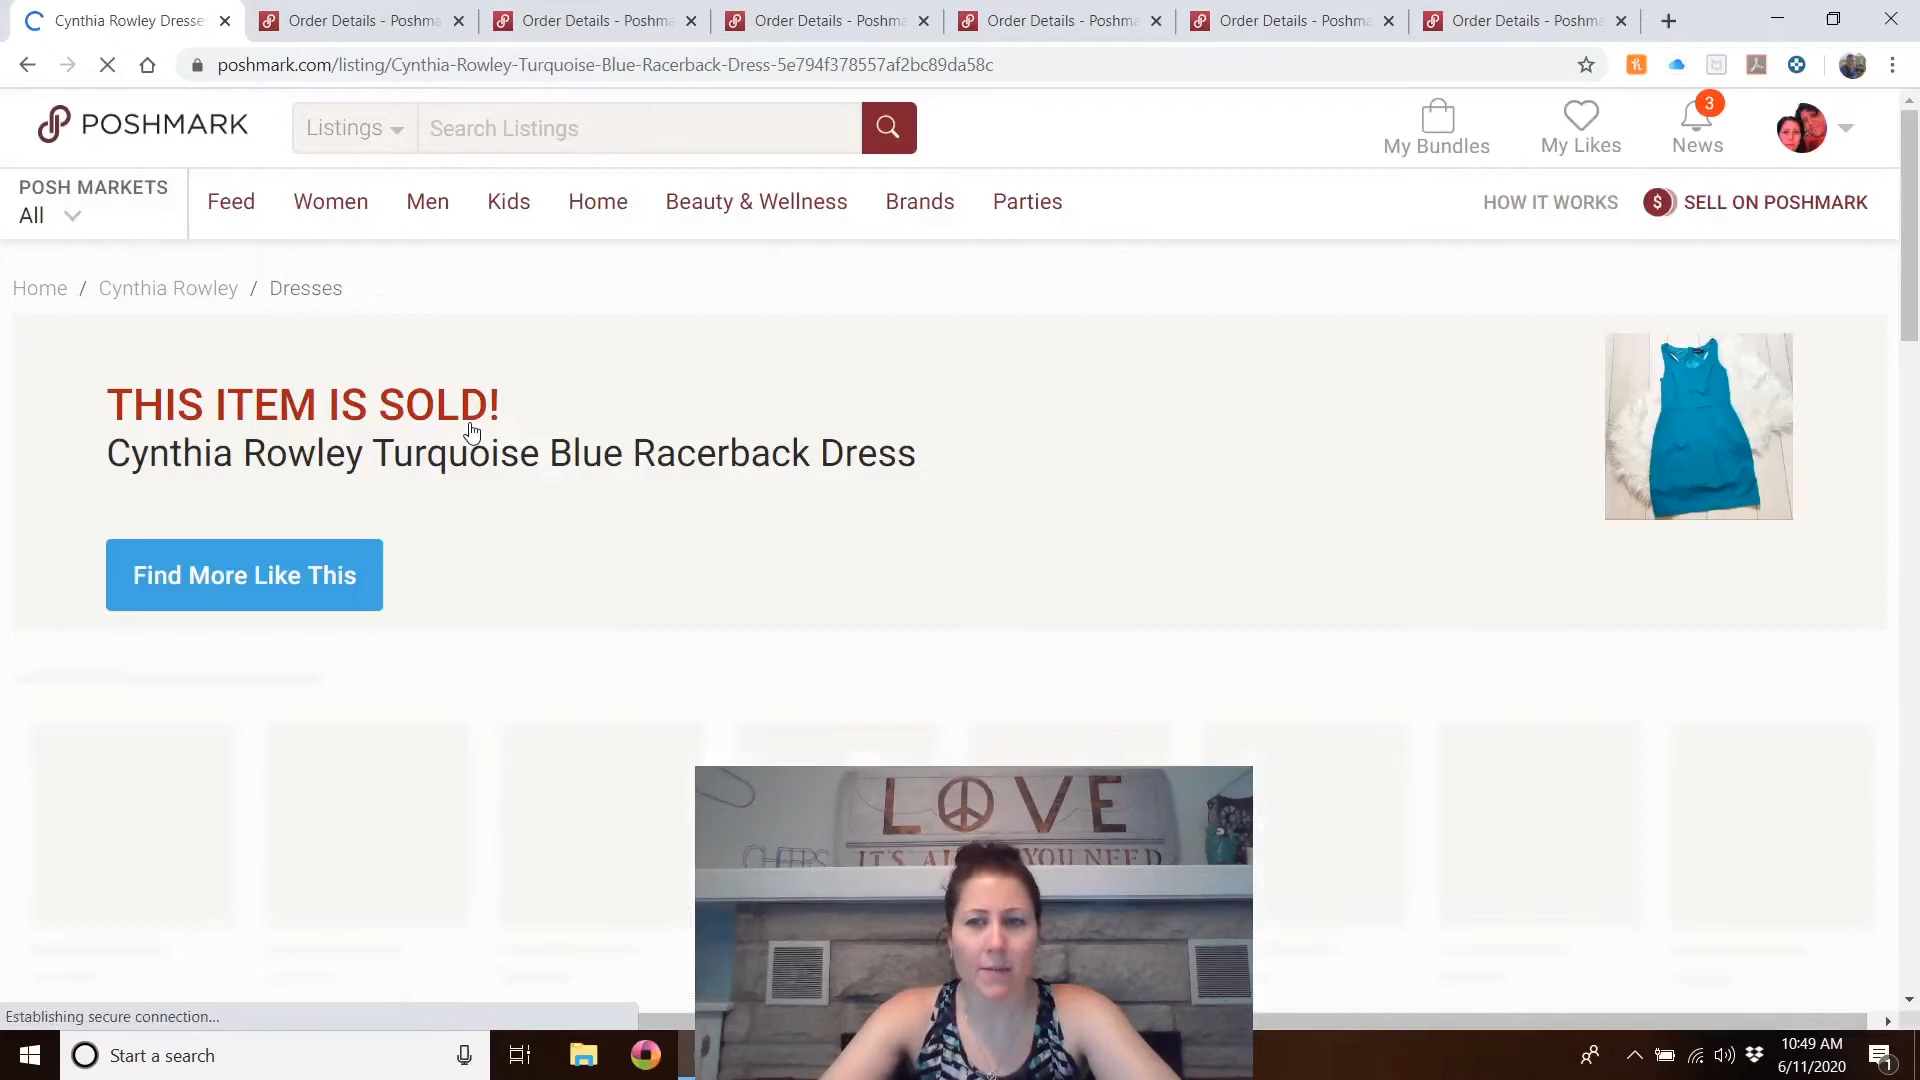 Cynthia Rowley Dresse
Order Details - Poshma
Order Details - Poshma
Order Details - Poshma
Order Details - Poshma
Order Details - Poshma
Order Details - Poshma
poshmark.com/listing/Cynthia-Rowley-Turquoise-Blue-Racerback-Dress-5e794f378557af2bc89da58c
POSHMARK
Listings
Search Listings
My Bundles
My Likes
3
News
POSH MARKETS
All
Feed
Women
Men
Kids
Home
Beauty & Wellness
Brands
Parties
HOW IT WORKS
$ SELL ON POSHMARK
Home / Cynthia Rowley / Dresses
THIS ITEM IS SOLD!
Cynthia Rowley Turquoise Blue Racerback Dress
Find More Like This
LOVE
CHEERS
IT'S ALL YOU NEED
Establishing secure connection...
Start a search
10:49 AM
6/11/2020
1